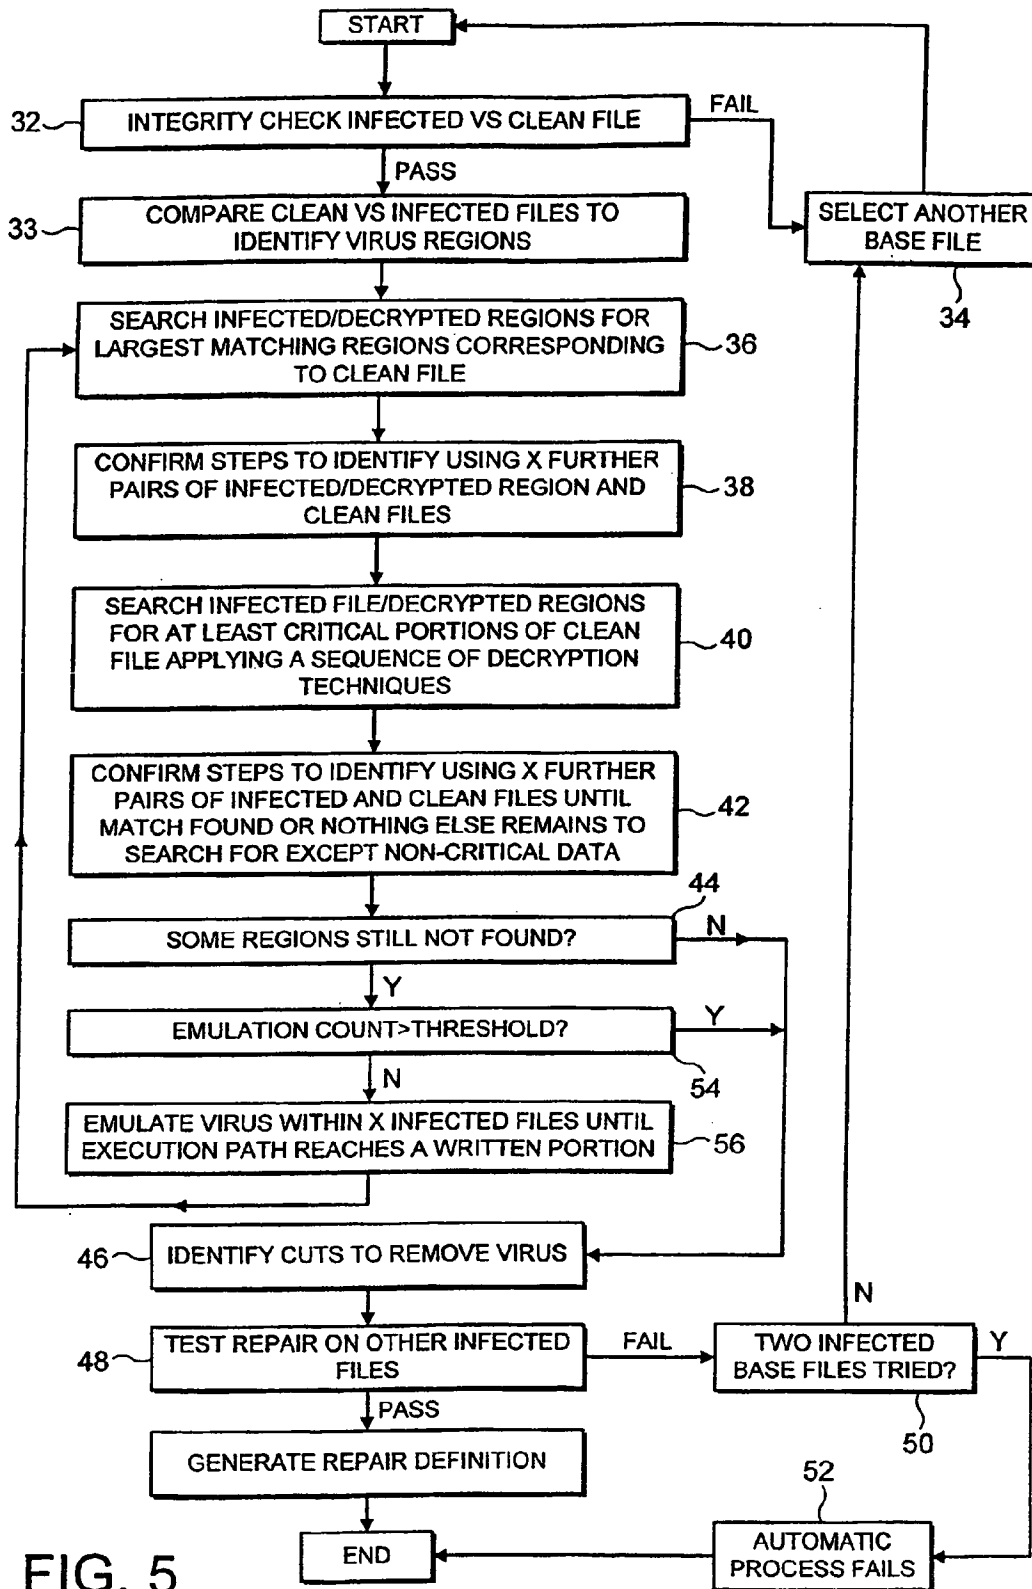 START
32
INTEGRITY CHECK INFECTED VS CLEAN FILE
FAIL
PASS
33
COMPARE CLEAN VS INFECTED FILES TO
IDENTIFY VIRUS REGIONS
SELECT ANOTHER
BASE FILE
34
SEARCH INFECTED/DECRYPTED REGIONS FOR
LARGEST MATCHING REGIONS CORRESPONDING
TO CLEAN FILE
36
CONFIRM STEPS TO IDENTIFY USING X FURTHER
PAIRS OF INFECTED/DECRYPTED REGION AND
CLEAN FILES
38
SEARCH INFECTED FILE/DECRYPTED REGIONS
FOR AT LEAST CRITICAL PORTIONS OF CLEAN
FILE APPLYING A SEQUENCE OF DECRYPTION
TECHNIQUES
40
CONFIRM STEPS TO IDENTIFY USING X FURTHER
PAIRS OF INFECTED AND CLEAN FILES UNTIL
MATCH FOUND OR NOTHING ELSE REMAINS TO
SEARCH FOR EXCEPT NON-CRITICAL DATA
42
44
SOME REGIONS STILL NOT FOUND?
N
Y
EMULATION COUNT>THRESHOLD?
Y
54
N
EMULATE VIRUS WITHIN X INFECTED FILES UNTIL
EXECUTION PATH REACHES A WRITTEN PORTION
56
46
IDENTIFY CUTS TO REMOVE VIRUS
48
TEST REPAIR ON OTHER INFECTED
FILES
FAIL
N
TWO INFECTED
BASE FILES TRIED?
Y
50
PASS
GENERATE REPAIR DEFINITION
52
AUTOMATIC
PROCESS FAILS
END
FIG. 5